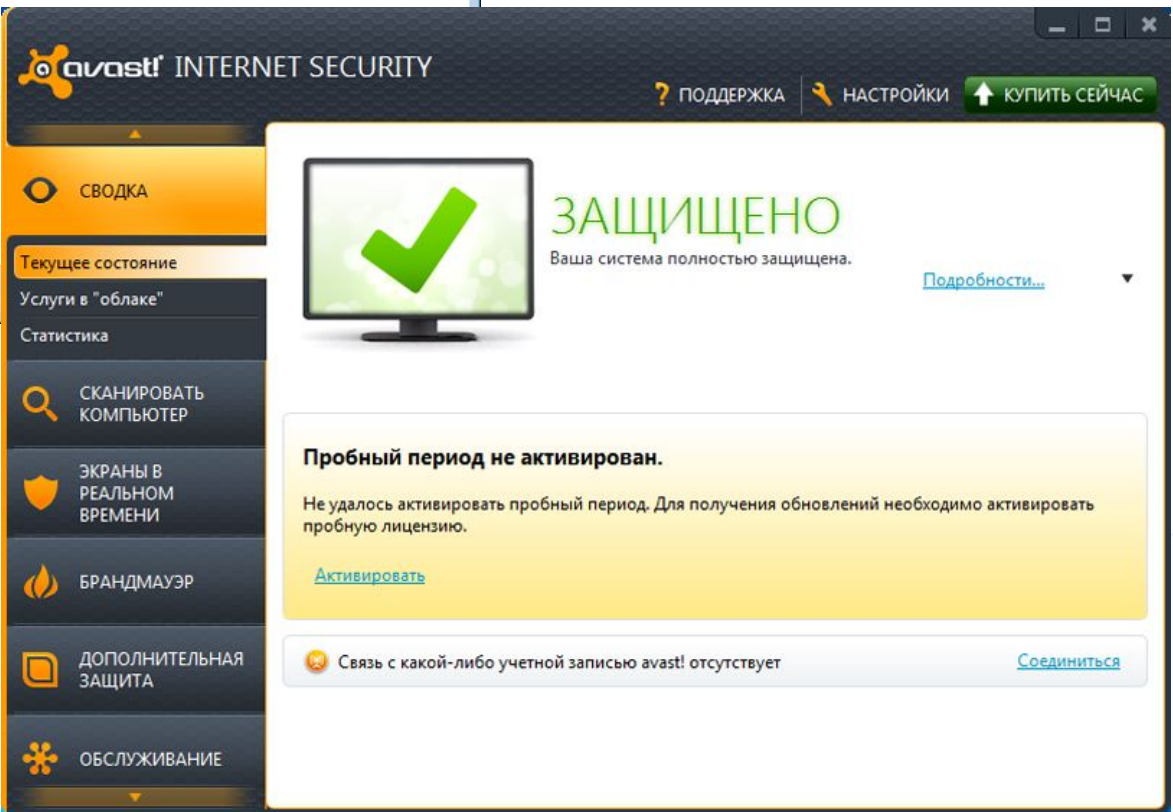 avast! INTERNET SECURITY
ПОДДЕРЖКА
НАСТРОЙКИ
КУПИТЬ СЕЙЧАС
СВОДКА
Текущее состояние
Услуги в "облаке"
Статистика
СКАНИРОВАТЬ
КОМПЬЮТЕР
ЭКРАНЫ В
РЕАЛЬНОМ
ВРЕМЕНИ
БРАНДМАУЭР
ДОПОЛНИТЕЛЬНАЯ
ЗАЩИТА
ОБСЛУЖИВАНИЕ
ЗАЩИЩЕНО
Ваша система полностью защищена.
Подробности...
Пробный период не активирован.
Не удалось активировать пробный период. Для получения обновлений необходимо активировать
пробную лицензию.
Активировать
Связь с какой-либо учетной записью avast! отсутствует
Соединиться